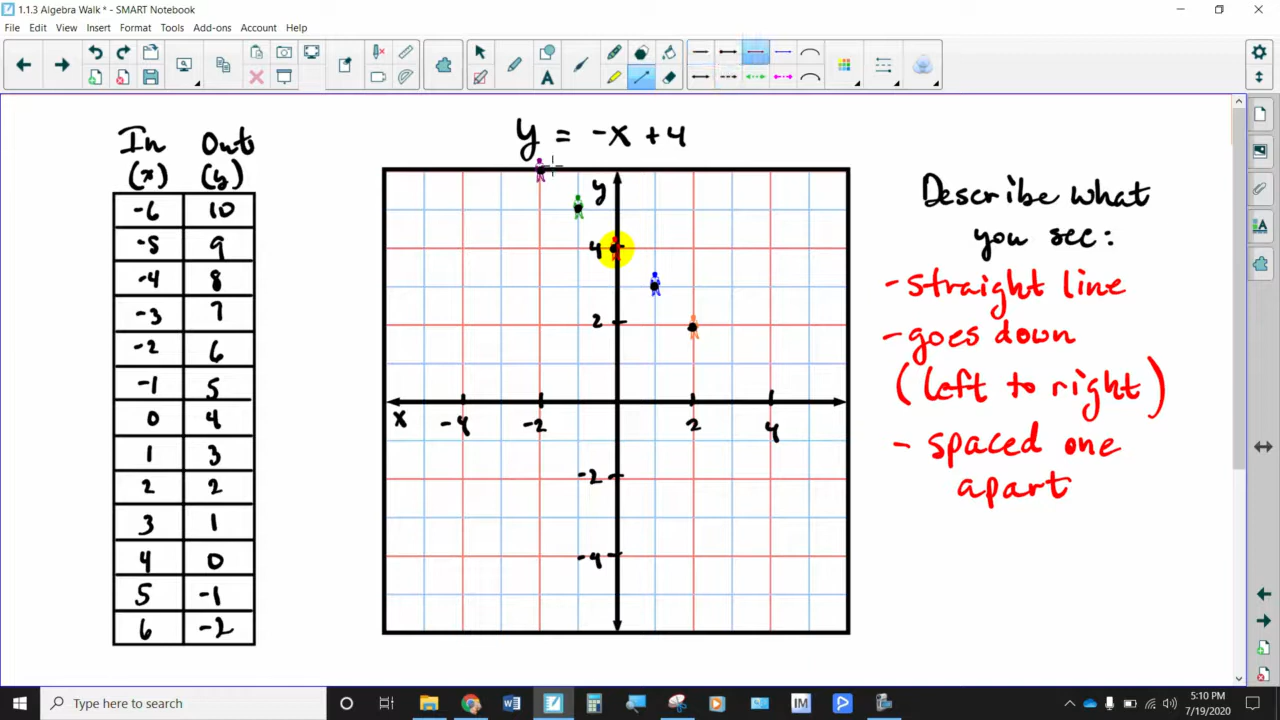 1.1.3 Algebra Walk * - SMART Notebook
File Edit View Insert Format Tools Add-ons Account Help
y = -x + 4
In Out
(x) (y)
-6 10
-5 9
-4 8
-3 7
-2 6
-1 5
0 4
1 3
2 2
3 1
4 0
5 -1
6 -2
y
4
2
x -4 -2 2 4
-2
-4
Describe what
you see:
- straight line
- goes down
(left to right)
- spaced one
apart
Type here to search
5:10 PM
7/19/2020